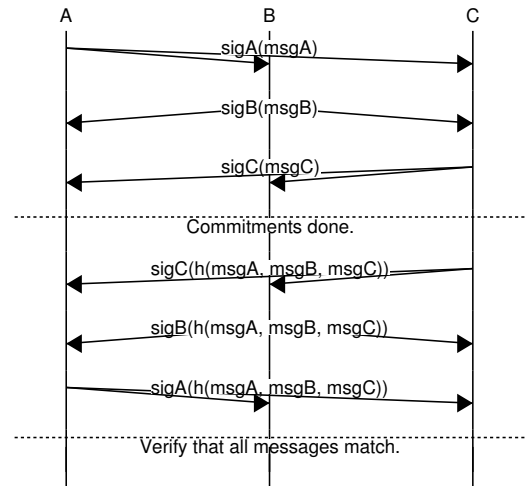 A B C
sigA(msgA)
sigB(msgB)
sigC(msgC)
Commitments done.
sigC(h(msgA, msgB, msgC))
sigB(h(msgA, msgB, msgC))
sigA(h(msgA, msgB, msgC))
Verify that all messages match.